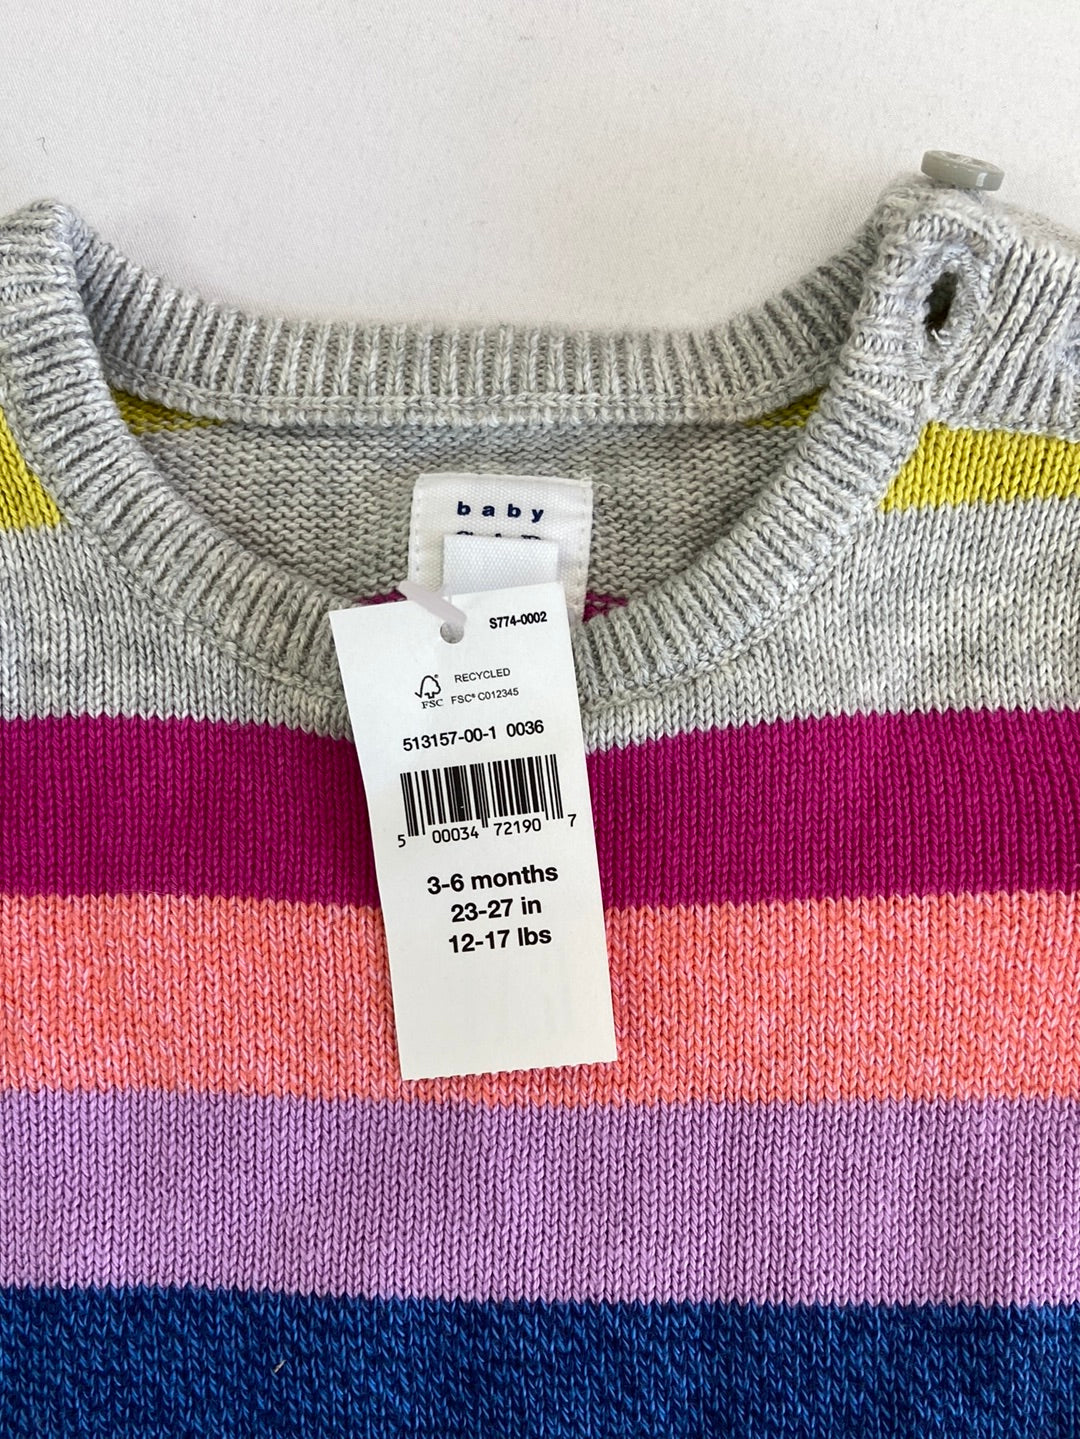 baby
S774-0002
RECYCLED
FSC
FSC® C012345
513157-00-1 0036
5 00034 72190 7
3-6 months
23-27 in
12-17 lbs